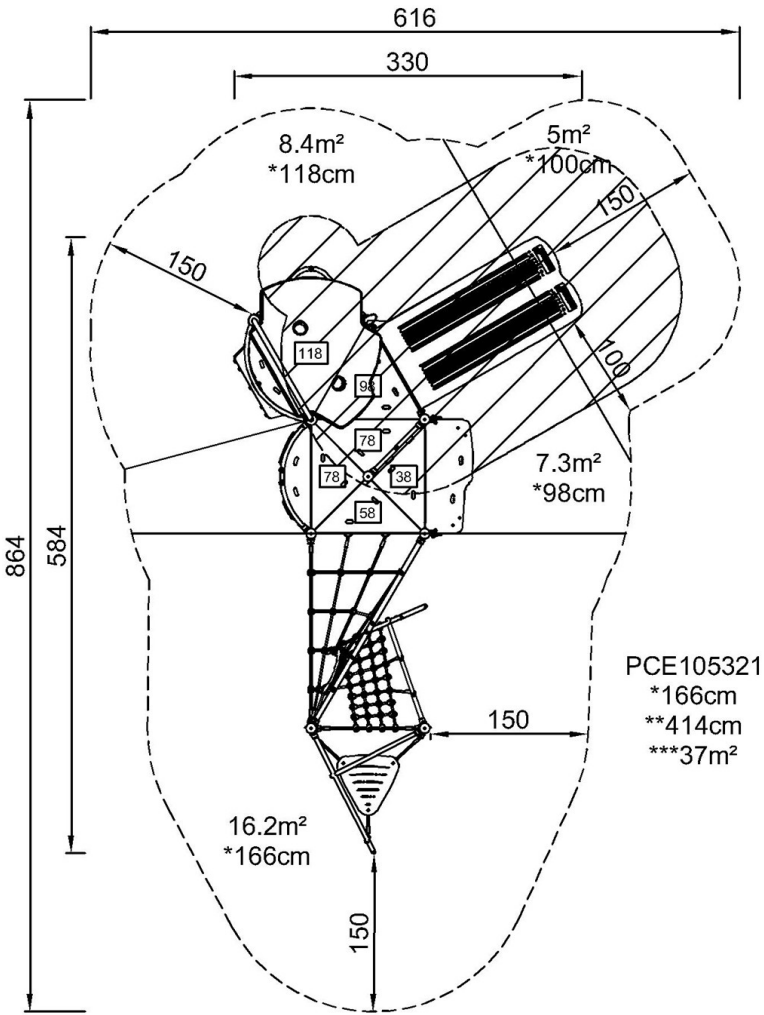 616
330
8.4m²
*118cm
5m²
*100cm
150
150
118
98
100
78
78
38
7.3m²
*98cm
58
864
584
PCE105321
*166cm
**414cm
***37m²
150
16.2m²
*166cm
150